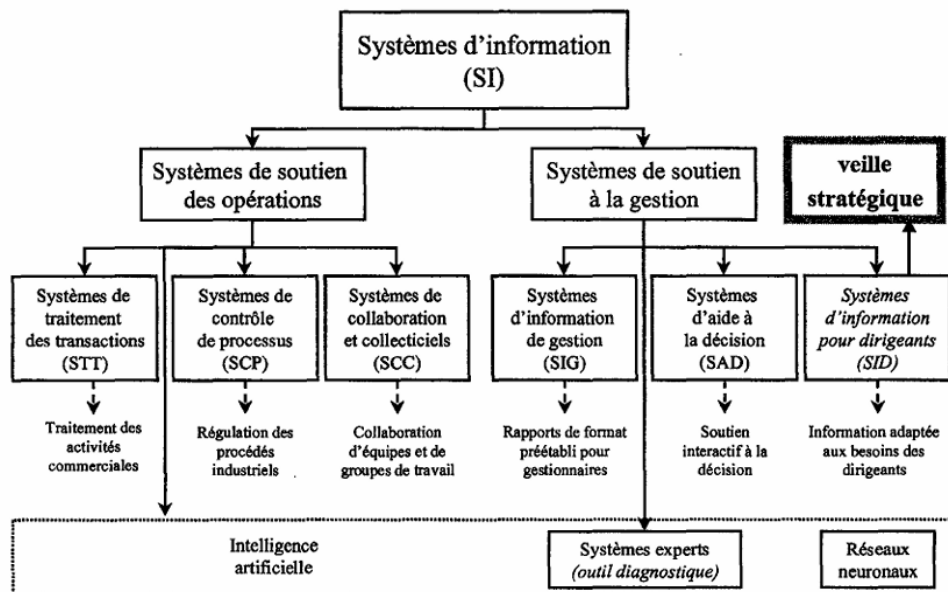 Systèmes d'information
(SI)
Systèmes de soutien
des opérations
Systèmes de soutien
à la gestion
veille
stratégique
Systèmes de
traitement
des transactions
(STT)
Systèmes de
contrôle
de processus
(SCP)
Systèmes de
collaboration
et collecticiels
(SCC)
Systèmes
d'information
de gestion
(SIG)
Systèmes
d'aide à
la décision
(SAD)
Systèmes
d'information
pour dirigeants
(SID)
Traitement des
activités
commerciales
Régulation des
procédés
industriels
Collaboration
d'équipes et de
groupes de travail
Rapports de format
préétabli pour
gestionnaires
Soutien
interactif à la
décision
Information adaptée
aux besoins des
dirigeants
Intelligence
artificielle
Systèmes experts
(outil diagnostique)
Réseaux
neuronaux